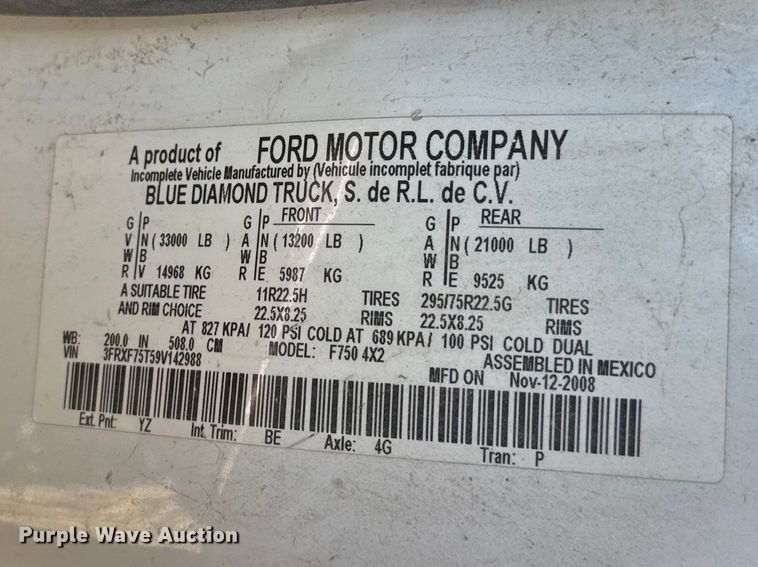 A product of FORD MOTOR COMPANY
Incomplete Vehicle Manufactured by (Vehicule incomplet fabrique par)
BLUE DIAMOND TRUCK, S. de R.L. de C.V.
G P G P FRONT G P REAR
V N ( 33000 LB ) A N ( 13200 LB ) A N ( 21000 LB )
W B W B W B
R V 14968 KG R E 5987 KG R E 9525 KG
A SUITABLE TIRE 11R22.5H TIRES 295/75R22.5G TIRES
AND RIM CHOICE 22.5X8.25 RIMS 22.5X8.25 RIMS
AT 827 KPA/ 120 PSI COLD AT 689 KPA/ 100 PSI COLD DUAL
WB: 200.0 IN 508.0 CM MODEL: F750 4X2 ASSEMBLED IN MEXICO
VIN 3FRXF75T59V142988 MFD ON Nov-12-2008
Ext. Pnt: YZ Int. Trim: BE Axle: 4G Tran: P
Purple Wave Auction